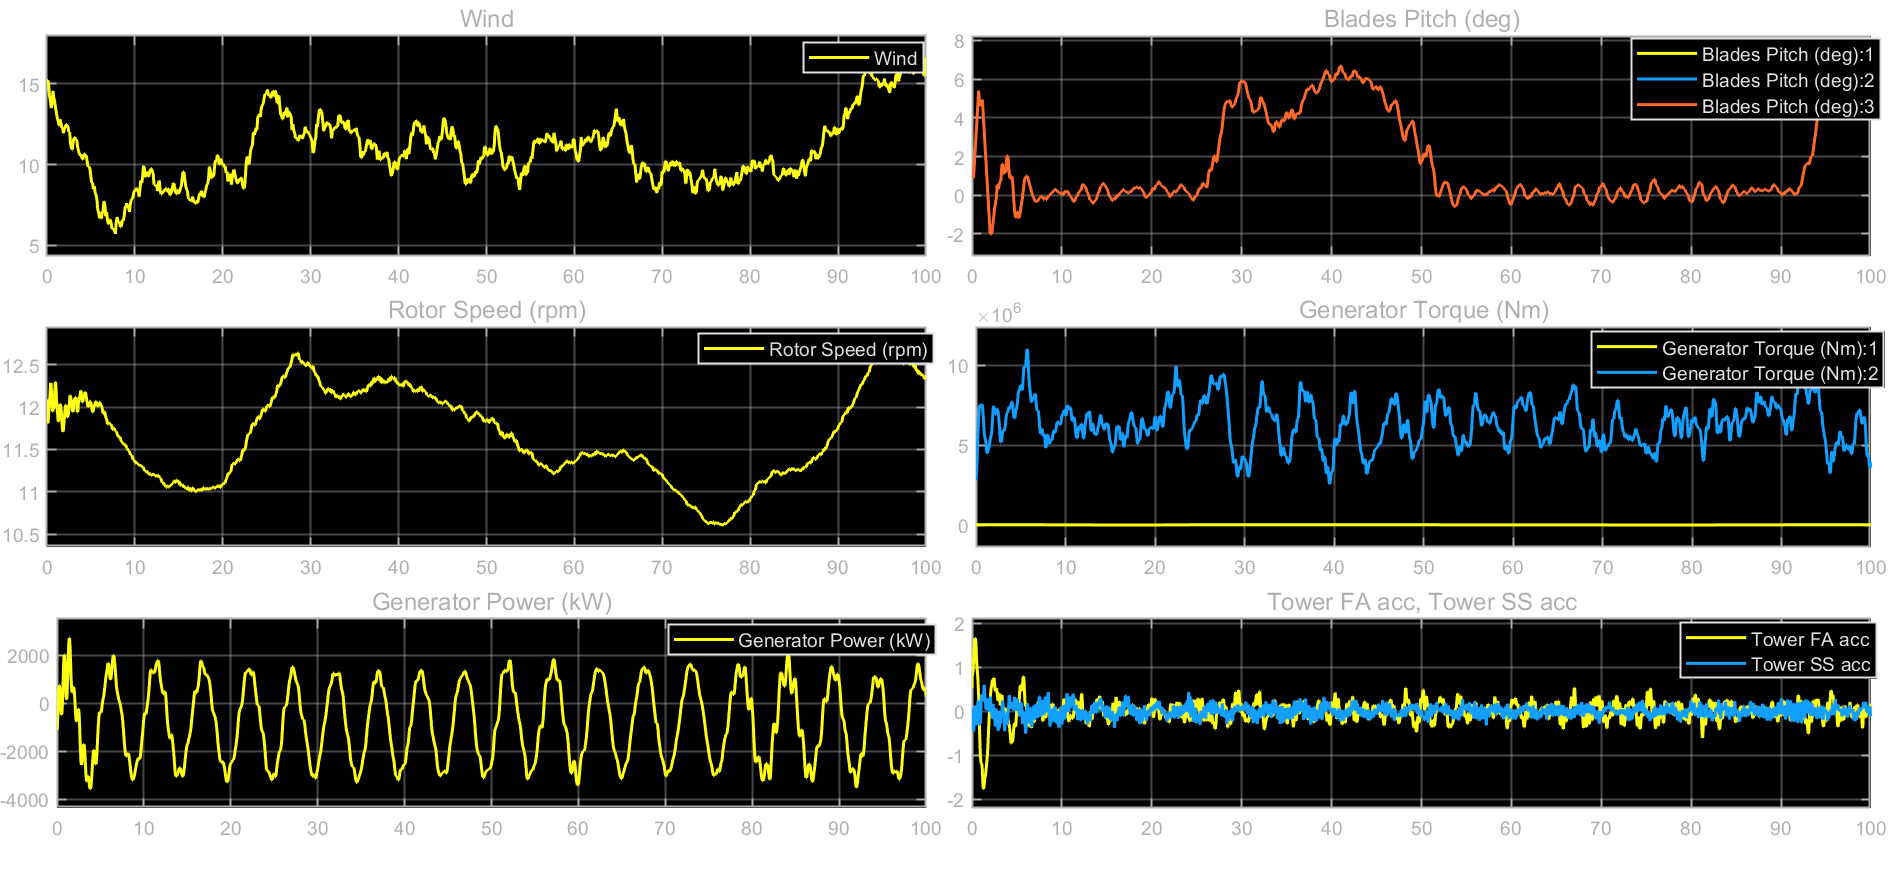 Wind
Wind
15
10
5
0 10 20 30 40 50 60 70 80 90 100
Blades Pitch (deg)
Blades Pitch (deg):1
Blades Pitch (deg):2
Blades Pitch (deg):3
8
6
4
2
0
-2
0 10 20 30 40 50 60 70 80 90 100
Rotor Speed (rpm)
Rotor Speed (rpm)
12.5
12
11.5
11
10.5
0 10 20 30 40 50 60 70 80 90 100
Generator Torque (Nm)
×10⁶
Generator Torque (Nm):1
Generator Torque (Nm):2
10
5
0
0 10 20 30 40 50 60 70 80 90 100
Generator Power (kW)
Generator Power (kW)
2000
0
-2000
-4000
0 10 20 30 40 50 60 70 80 90 100
Tower FA acc, Tower SS acc
Tower FA acc
Tower SS acc
2
1
0
-1
-2
0 10 20 30 40 50 60 70 80 90 100